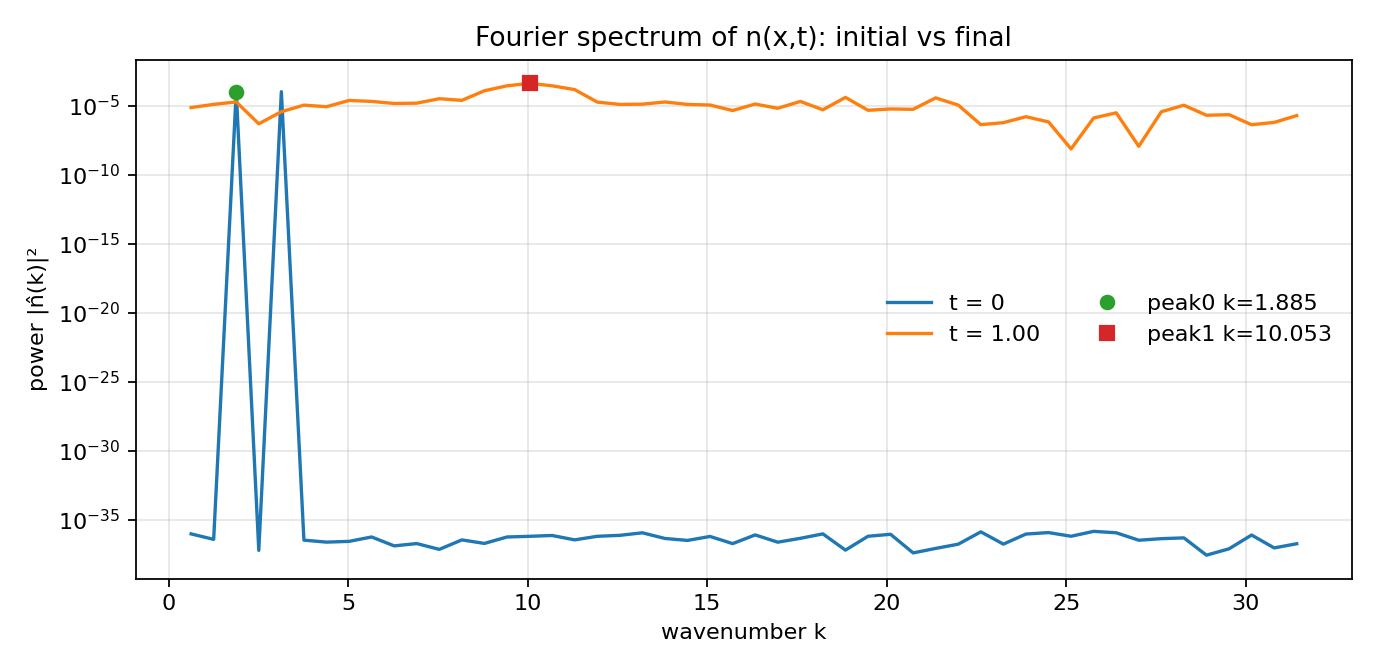 Fourier spectrum of n(x,t): initial vs final
power |n̂(k)|²
10⁻⁵
10⁻¹⁰
10⁻¹⁵
10⁻²⁰
10⁻²⁵
10⁻³⁰
10⁻³⁵
t = 0
t = 1.00
peak0 k=1.885
peak1 k=10.053
0 5 10 15 20 25 30
wavenumber k